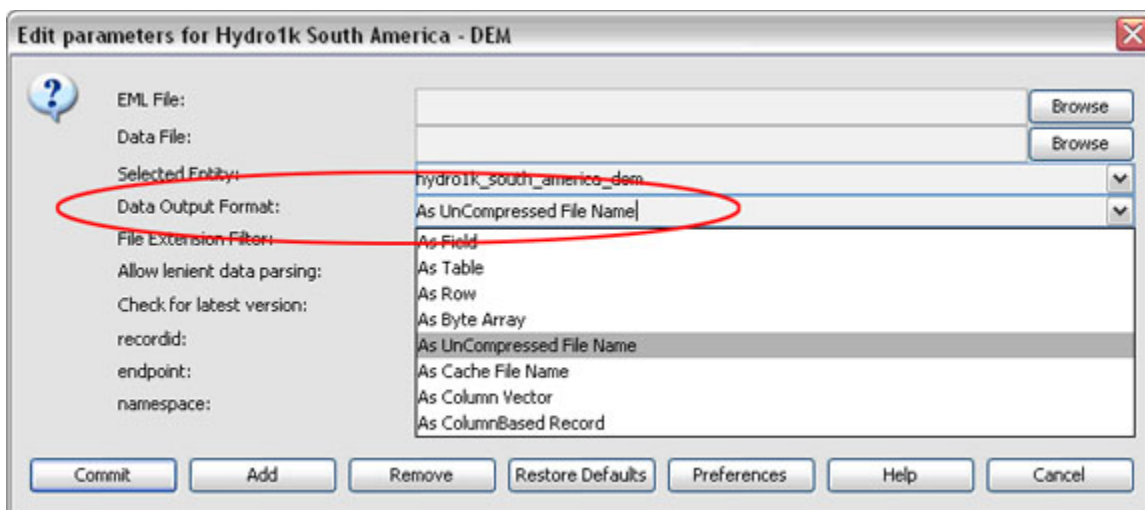 Edit parameters for Hydro1k South America - DEM
EML File:
Browse
Data File:
Browse
Selected Entity:
hydro1k_south_america_dem
Data Output Format:
As UnCompressed File Name
File Extension Filter:
As Field
Allow lenient data parsing:
As Table
As Row
Check for latest version:
As Byte Array
recordid:
As UnCompressed File Name
endpoint:
As Cache File Name
namespace:
As Column Vector
As ColumnBased Record
Commit Add Remove Restore Defaults Preferences Help Cancel